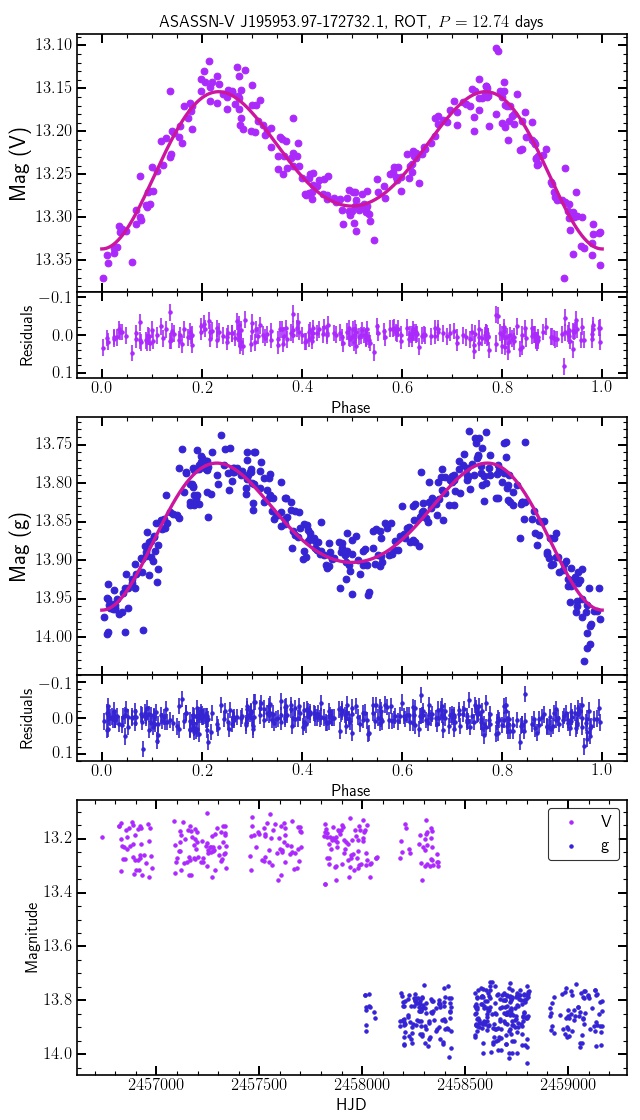 ASASSN-V J195953.97-172732.1, ROT, P = 12.74 days
13.10
13.15
13.20
13.25
13.30
13.35
Mag (V)
−0.1
0.0
0.1
Residuals
0.0 0.2 0.4 0.6 0.8 1.0
Phase
13.75
13.80
13.85
13.90
13.95
14.00
Mag (g)
−0.1
0.0
0.1
Residuals
0.0 0.2 0.4 0.6 0.8 1.0
Phase
V
g
13.2
13.4
13.6
13.8
14.0
Magnitude
2457000 2457500 2458000 2458500 2459000
HJD